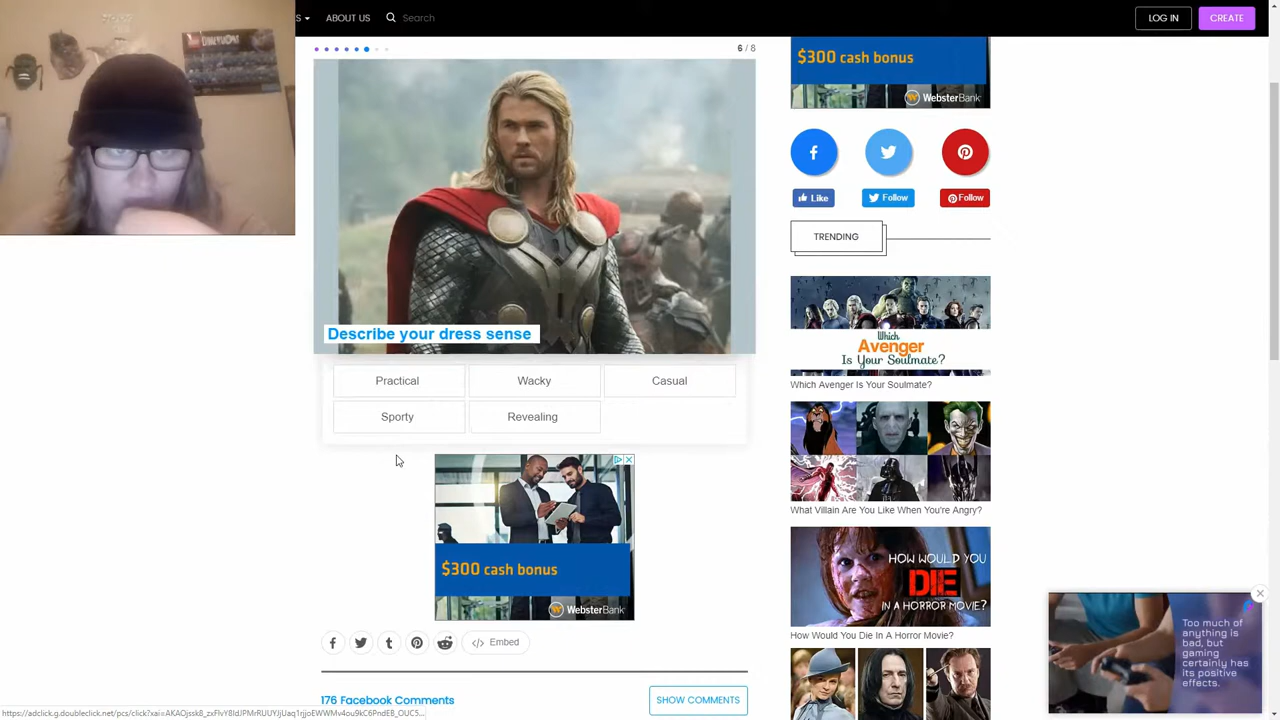 S
ABOUT US
Search
LOG IN
CREATE
6 / 8
$300 cash bonus
WebsterBank
Describe your dress sense
Practical
Wacky
Casual
Sporty
Revealing
Like
Follow
Follow
TRENDING
Which
Avenger
Is Your Soulmate?
Which Avenger Is Your Soulmate?
What Villain Are You Like When You're Angry?
HOW WOULD YOU
DIE
IN A HORROR MOVIE?
How Would You Die In A Horror Movie?
$300 cash bonus
WebsterBank
Embed
176 Facebook Comments
SHOW COMMENTS
Too much of
anything is
bad, but
gaming
certainly has
its positive
effects.